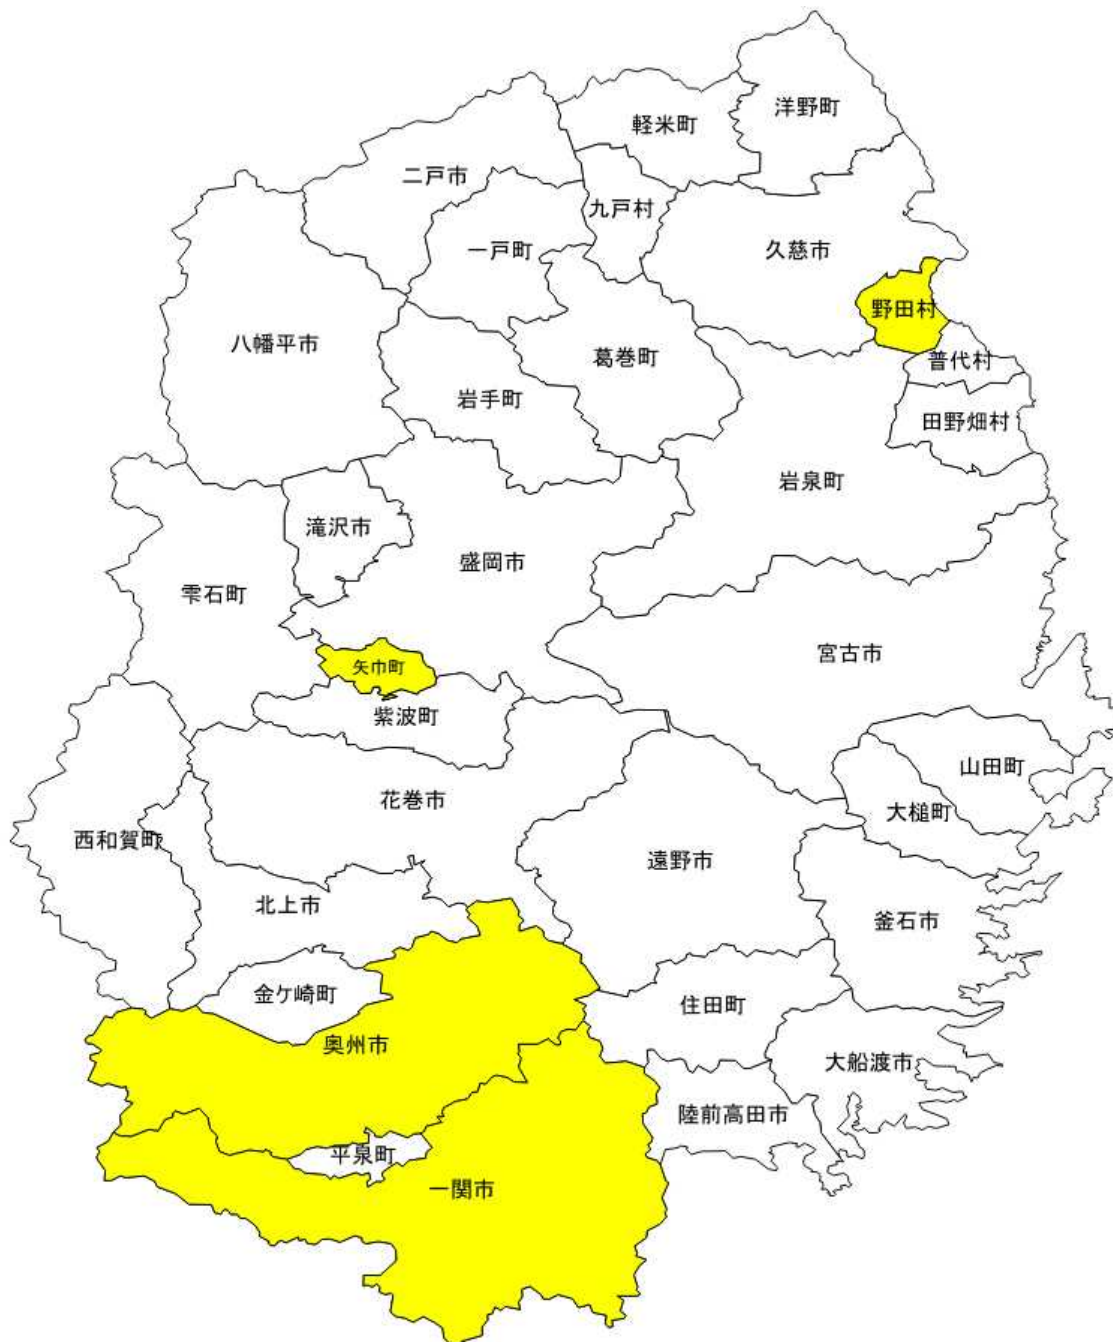 洋野町
軽米町
二戸市
九戸村
一戸町
久慈市
野田村
八幡平市
葛巻町
普代村
岩手町
田野畑村
岩泉町
滝沢市
盛岡市
雫石町
宮古市
矢巾町
紫波町
山田町
花巻市
大槌町
西和賀町
遠野市
北上市
釜石市
金ケ崎町
住田町
奥州市
大船渡市
陸前高田市
平泉町
一関市